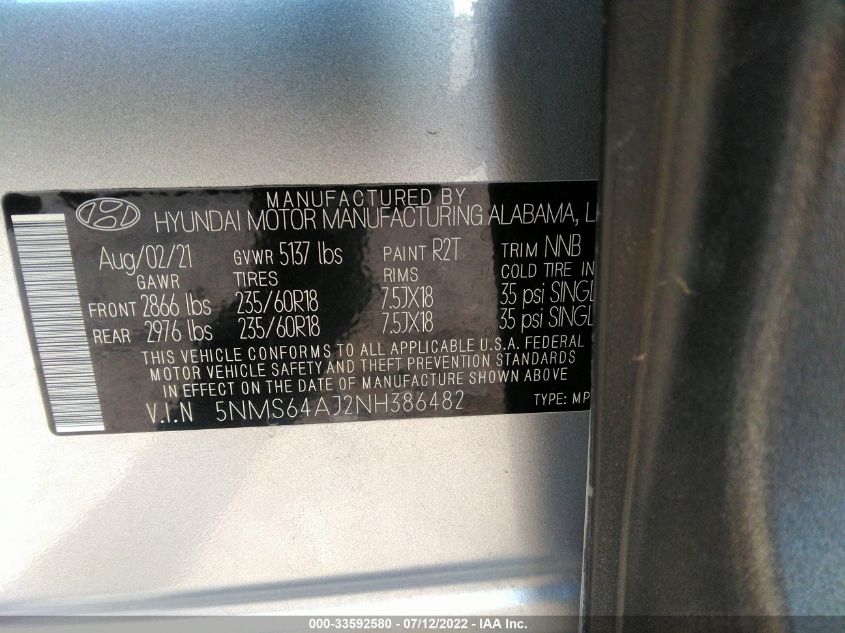 MANUFACTURED BY
HYUNDAI MOTOR MANUFACTURING ALABAMA,
Aug/02/21 GVWR 5137 lbs PAINT R2T TRIM NNB
GAWR TIRES RIMS COLD TIRE IN
FRONT 2866 lbs 235/60R18 7.5JX18 35 psi SINGL
REAR 2976 lbs 235/60R18 7.5JX18 35 psi SINGL
THIS VEHICLE CONFORMS TO ALL APPLICABLE U.S.A. FEDERAL
MOTOR VEHICLE SAFETY AND THEFT PREVENTION STANDARDS
IN EFFECT ON THE DATE OF MANUFACTURE SHOWN ABOVE
V.I.N 5NMS64AJ2NH386482 TYPE: MP
000-33592580 - 07/12/2022 - IAA Inc.